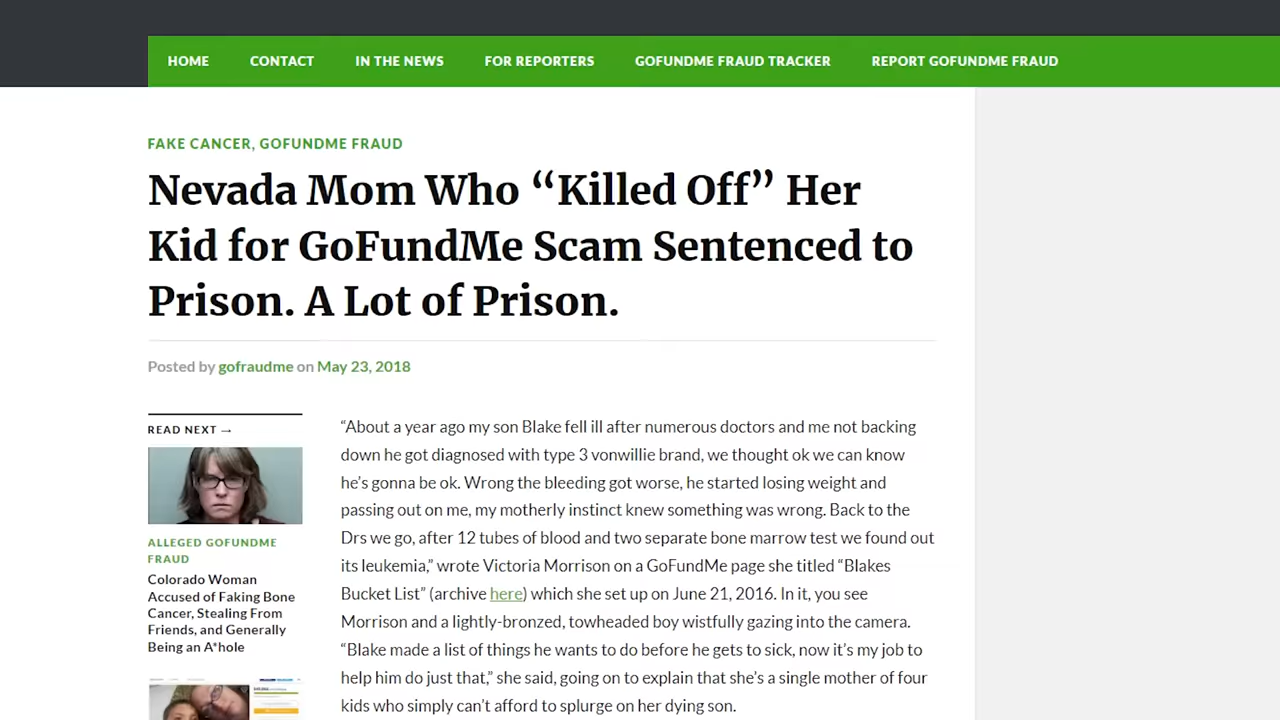 HOME CONTACT IN THE NEWS FOR REPORTERS GOFUNDME FRAUD TRACKER REPORT GOFUNDME FRAUD
FAKE CANCER, GOFUNDME FRAUD
Nevada Mom Who “Killed Off” Her
Kid for GoFundMe Scam Sentenced to
Prison. A Lot of Prison.
Posted by gofraudme on May 23, 2018
READ NEXT →
ALLEGED GOFUNDME
FRAUD
Colorado Woman
Accused of Faking Bone
Cancer, Stealing From
Friends, and Generally
Being an A*hole
“About a year ago my son Blake fell ill after numerous doctors and me not backing
down he got diagnosed with type 3 vonwillie brand, we thought ok we can know
he’s gonna be ok. Wrong the bleeding got worse, he started losing weight and
passing out on me, my motherly instinct knew something was wrong. Back to the
Drs we go, after 12 tubes of blood and two separate bone marrow test we found out
its leukemia,” wrote Victoria Morrison on a GoFundMe page she titled “Blakes
Bucket List” (archive here) which she set up on June 21, 2016. In it, you see
Morrison and a lightly-bronzed, towheaded boy wistfully gazing into the camera.
“Blake made a list of things he wants to do before he gets to sick, now it’s my job to
help him do just that,” she said, going on to explain that she’s a single mother of four
kids who simply can’t afford to splurge on her dying son.